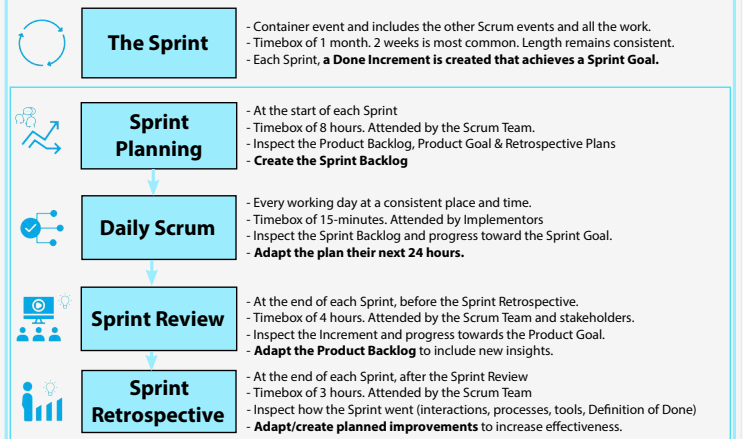 The Sprint
- Container event and includes the other Scrum events and all the work.
- Timebox of 1 month. 2 weeks is most common. Length remains consistent.
- Each Sprint, a Done Increment is created that achieves a Sprint Goal.
Sprint
Planning
- At the start of each Sprint
- Timebox of 8 hours. Attended by the Scrum Team.
- Inspect the Product Backlog, Product Goal & Retrospective Plans
- Create the Sprint Backlog
Daily Scrum
- Every working day at a consistent place and time.
- Timebox of 15-minutes. Attended by Implementors
- Inspect the Sprint Backlog and progress toward the Sprint Goal.
- Adapt the plan their next 24 hours.
Sprint Review
- At the end of each Sprint, before the Sprint Retrospective.
- Timebox of 4 hours. Attended by the Scrum Team and stakeholders.
- Inspect the Increment and progress towards the Product Goal.
- Adapt the Product Backlog to include new insights.
Sprint
Retrospective
- At the end of each Sprint, after the Sprint Review
- Timebox of 3 hours. Attended by the Scrum Team
- Inspect how the Sprint went (interactions, processes, tools, Definition of Done)
- Adapt/create planned improvements to increase effectiveness.